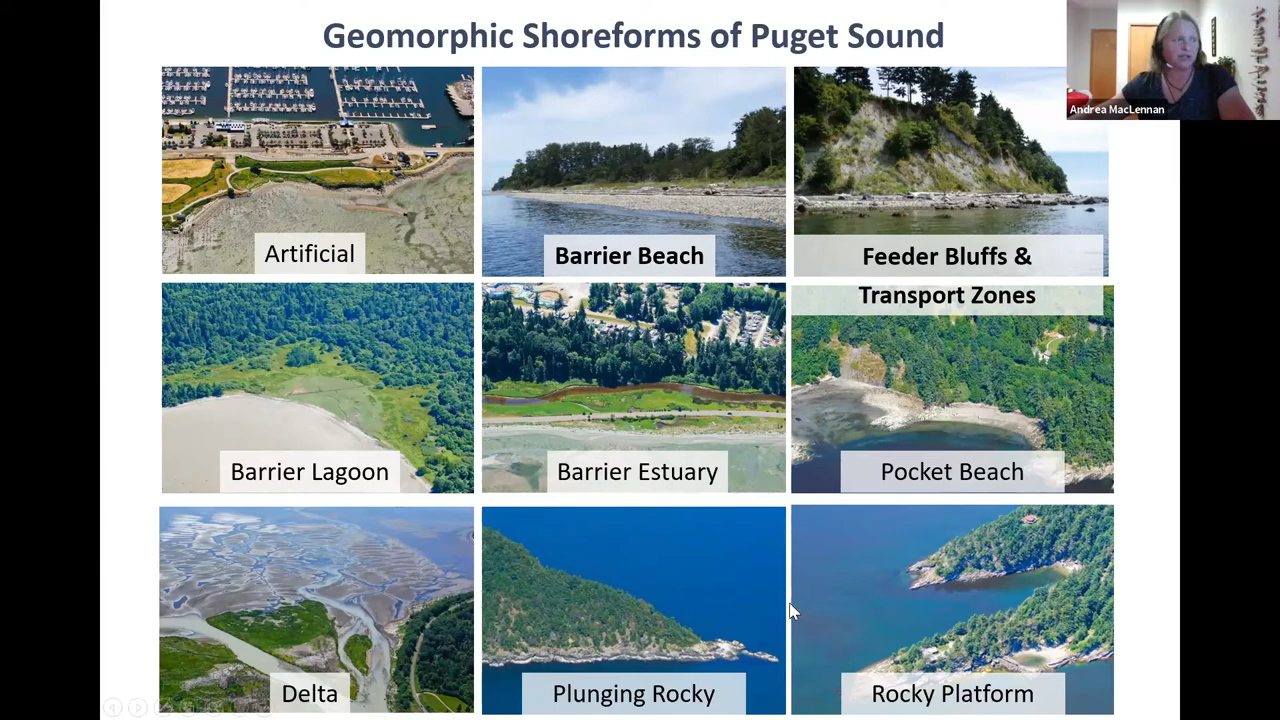 Geomorphic Shoreforms of Puget Sound
Andrea MacLennan
Artificial
Barrier Beach
Feeder Bluffs &
Transport Zones
Barrier Lagoon
Barrier Estuary
Pocket Beach
Delta
Plunging Rocky
Rocky Platform